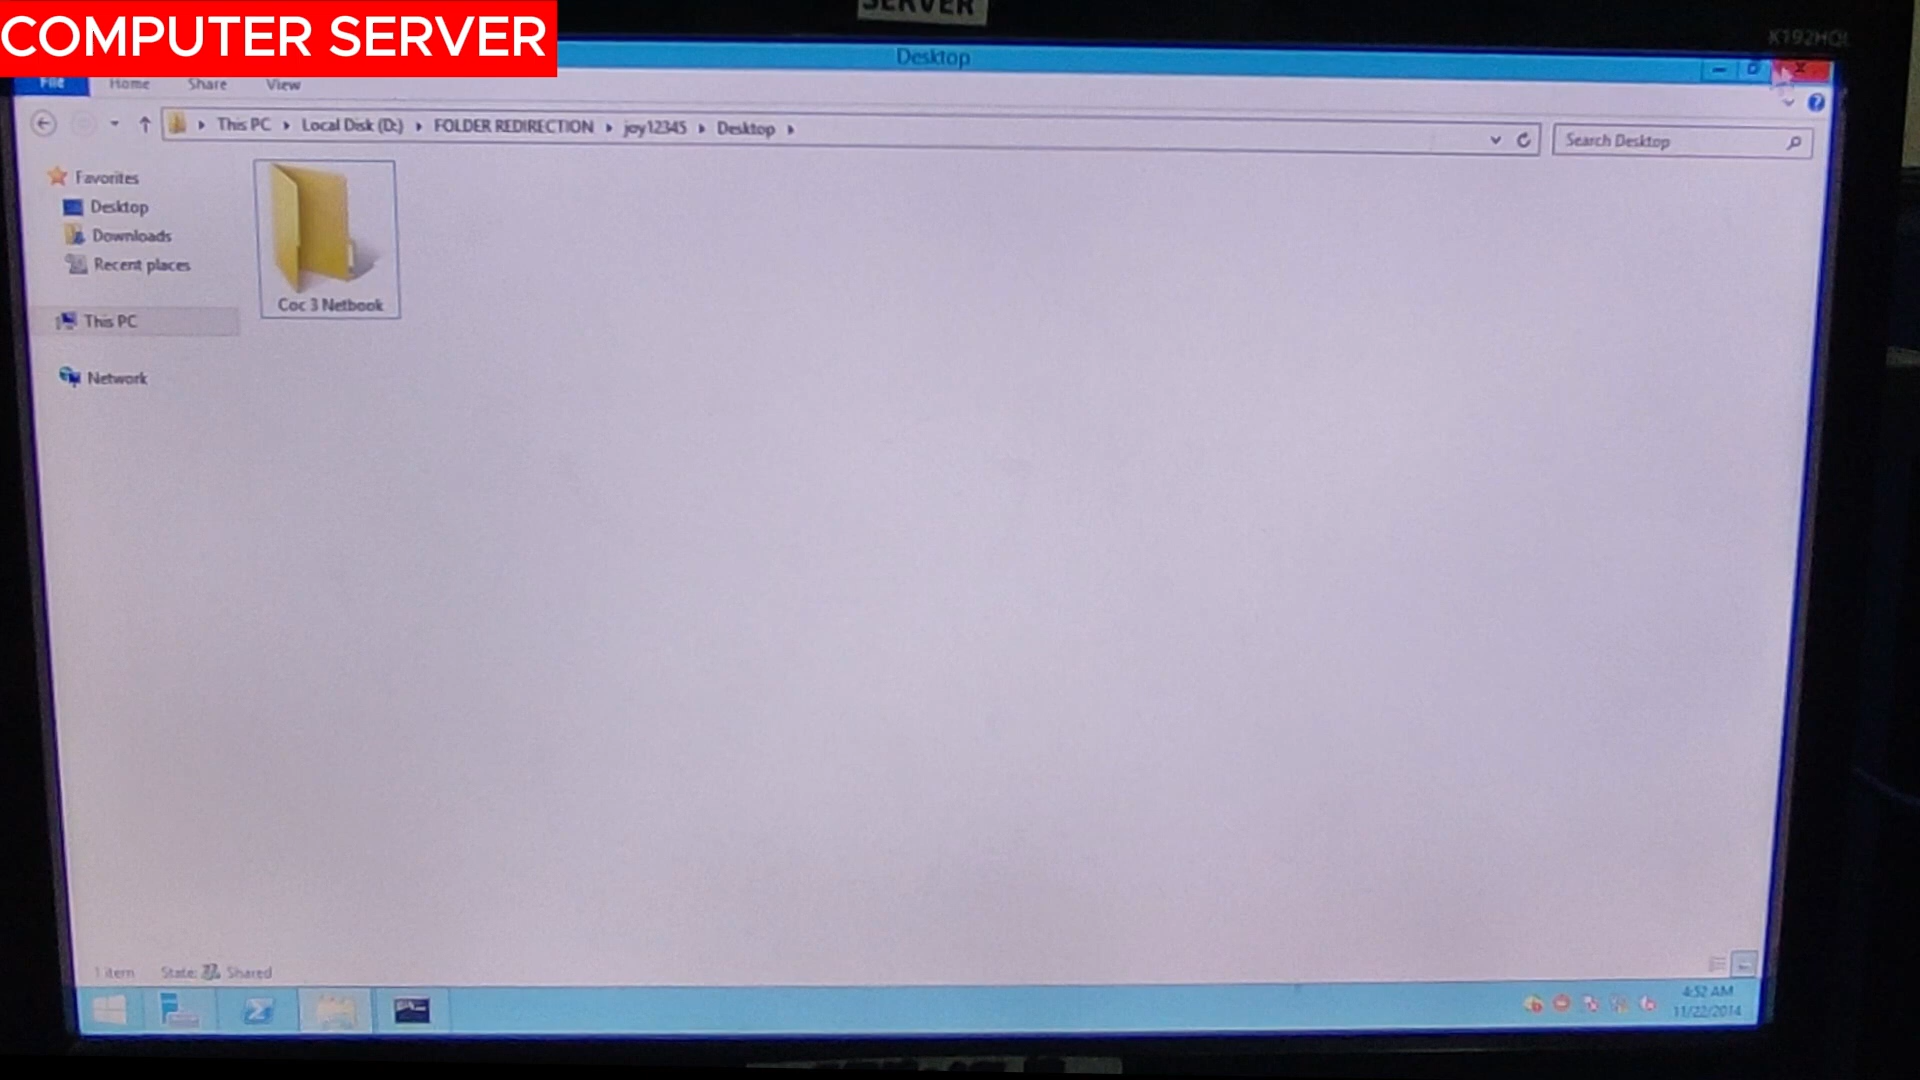 SERVER
COMPUTER SERVER
K192HQL
Desktop
File Home Share View
This PC Local Disk (D:) FOLDER REDIRECTION joy12345 Desktop
Search Desktop
Favorites
Desktop
Downloads
Recent places
This PC
Network
Coc 3 Netbook
1 item State: Shared
4:52 AM
11/22/2014